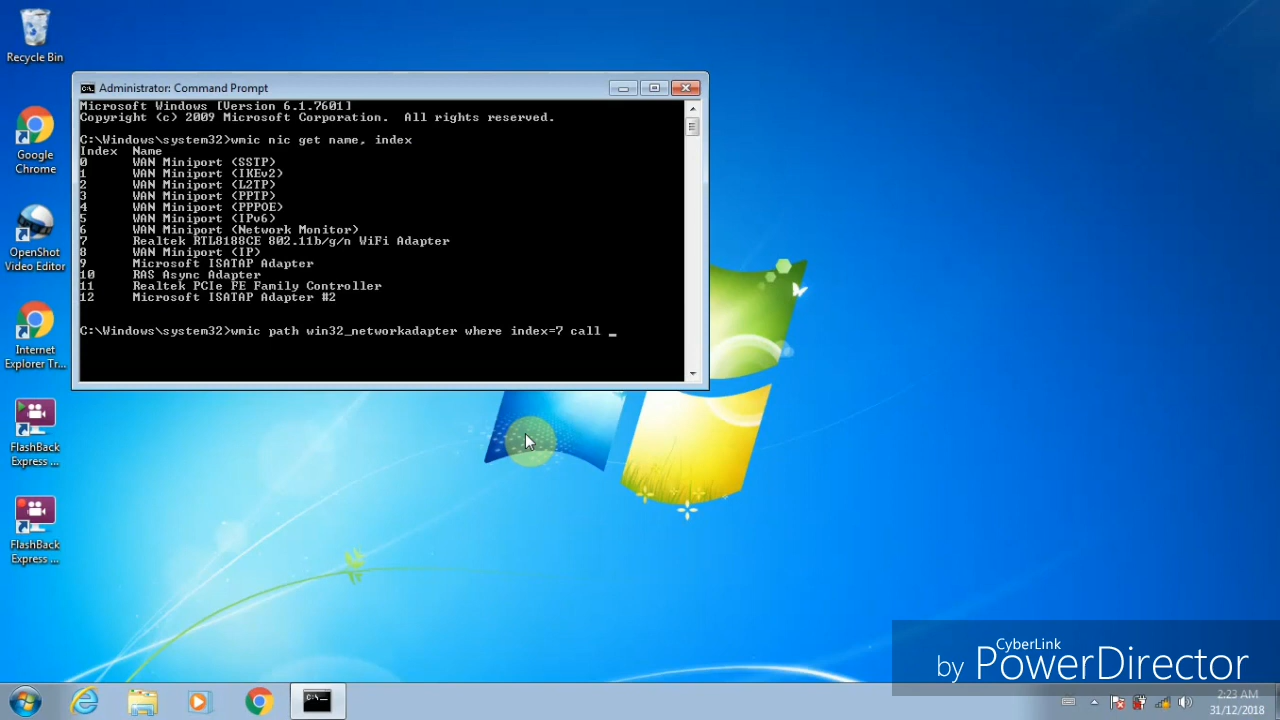 Recycle Bin
Google
Chrome
OpenShot
Video Editor
Internet
Explorer Tr...
FlashBack
Express ...
FlashBack
Express ...
Administrator: Command Prompt
Microsoft Windows [Version 6.1.7601]
Copyright (c) 2009 Microsoft Corporation.  All rights reserved.
C:\Windows\system32>wmic nic get name, index
Index  Name
0      WAN Miniport (SSTP)
1      WAN Miniport (IKEv2)
2      WAN Miniport (L2TP)
3      WAN Miniport (PPTP)
4      WAN Miniport (PPPOE)
5      WAN Miniport (IPv6)
6      WAN Miniport (Network Monitor)
7      Realtek RTL8188CE 802.11b/g/n WiFi Adapter
8      WAN Miniport (IP)
9      Microsoft ISATAP Adapter
10     RAS Async Adapter
11     Realtek PCIe FE Family Controller
12     Microsoft ISATAP Adapter #2
C:\Windows\system32>wmic path win32_networkadapter where index=7 call _
CyberLink
by PowerDirector
2:23 AM
31/12/2018